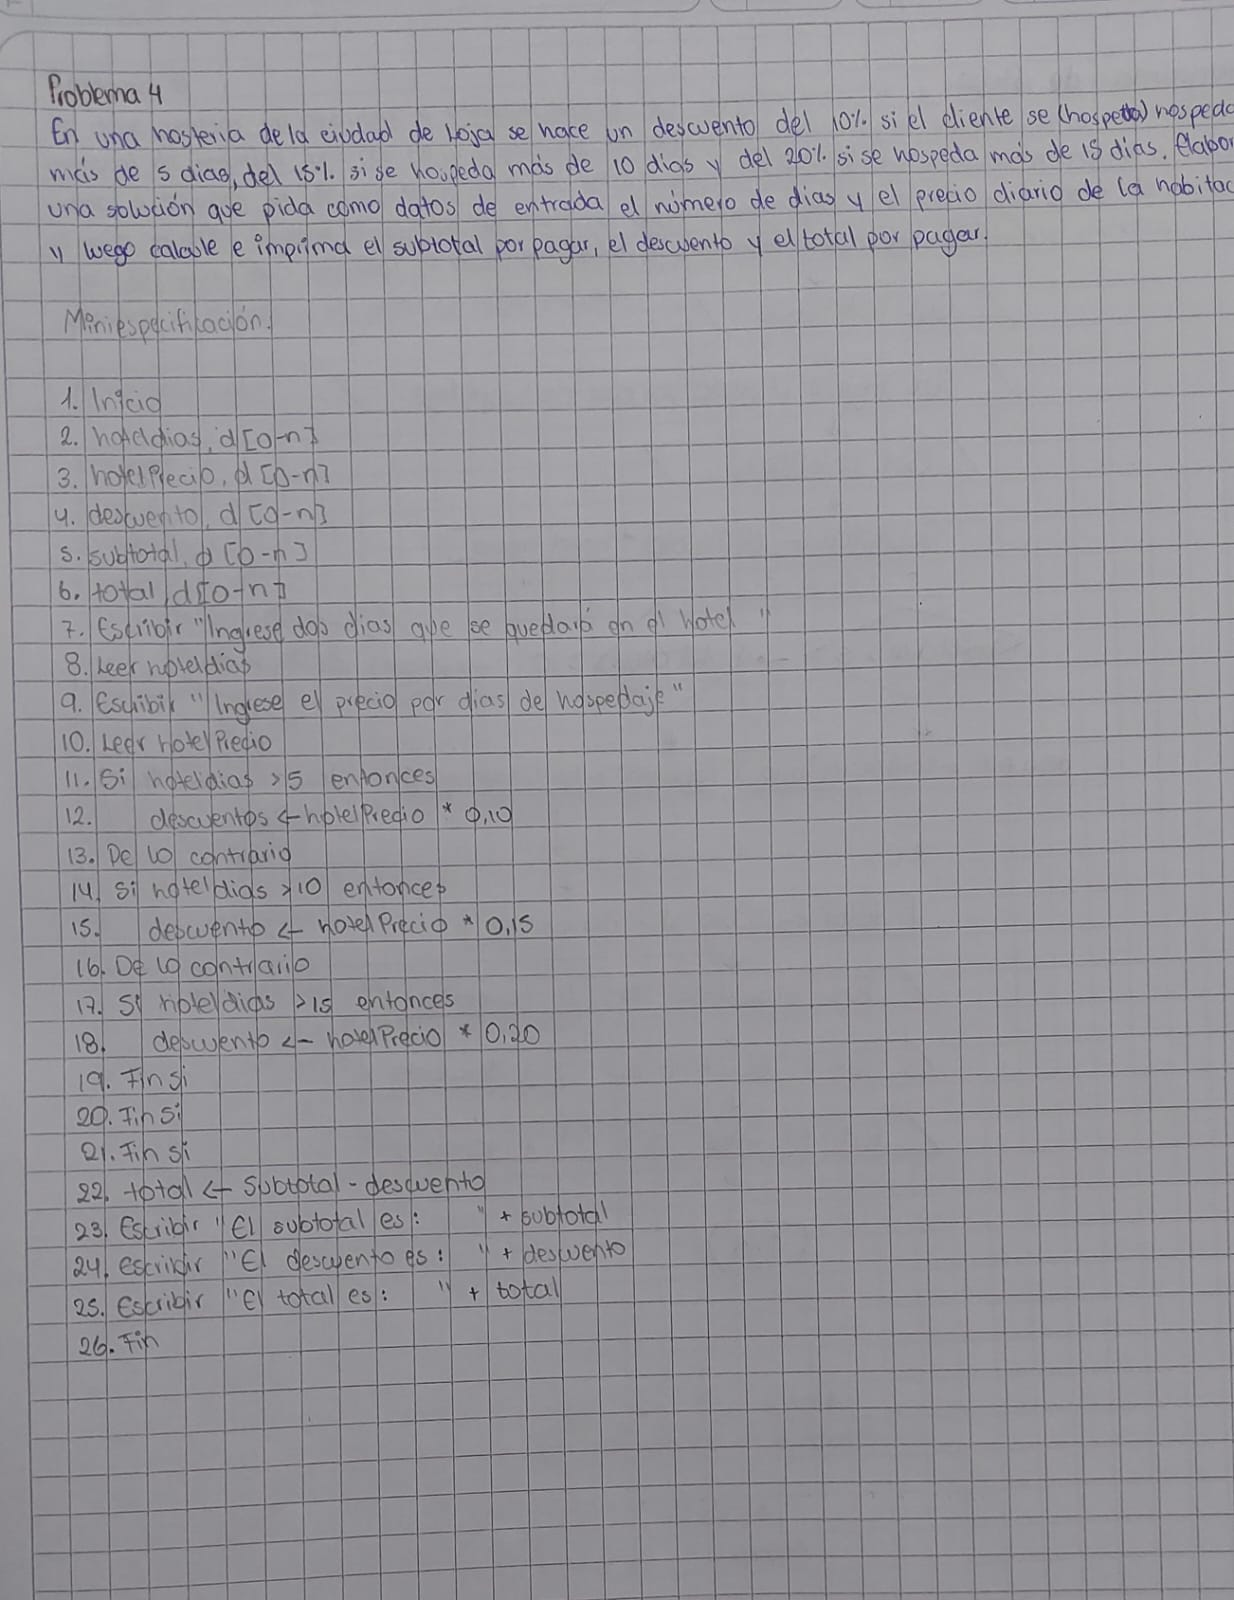 Problema 4
En una hosteria de la ciudad de Loja se hace un descuento del 10% si el cliente se (hospetta) hospeda
más de 5 dias, del 15% si se hospeda más de 10 dias y del 20% si se hospeda más de 15 dias. Elabor
una solución que pida como datos de entrada el número de dias y el precio diario de la habitac
y luego calcule e imprima el subtotal por pagar, el descuento y el total por pagar.
Miniespecificación.
1. Inicio
2. hoteldias, d [0-n]
3. hotelPrecio, d [0-n]
4. descuento, d [0-n]
5. subtotal, d [0-n]
6. total, d [0-n]
7. Escribir "Ingrese dos dias que se quedará en el hotel "
8. Leer hoteldias
9. Escribir "Ingrese el precio por dias de hospedaje"
10. Leer HotelPrecio
11. Si hoteldias >5 entonces
12. descuentos <- hotelPrecio * 0,10
13. De lo contrario
14. Si hoteldias >10 entonces
15. descuento <- hotelPrecio * 0,15
16. De lo contrario
17. Si hoteldias >15 entonces
18. descuento <- hotelPrecio * 0,20
19. Fin si
20. Fin si
21. Fin si
22. total <- subtotal - descuento
23. Escribir "El subtotal es: " + subtotal
24. escribir "El descuento es: " + descuento
25. Escribir "El total es: " + total
26. Fin